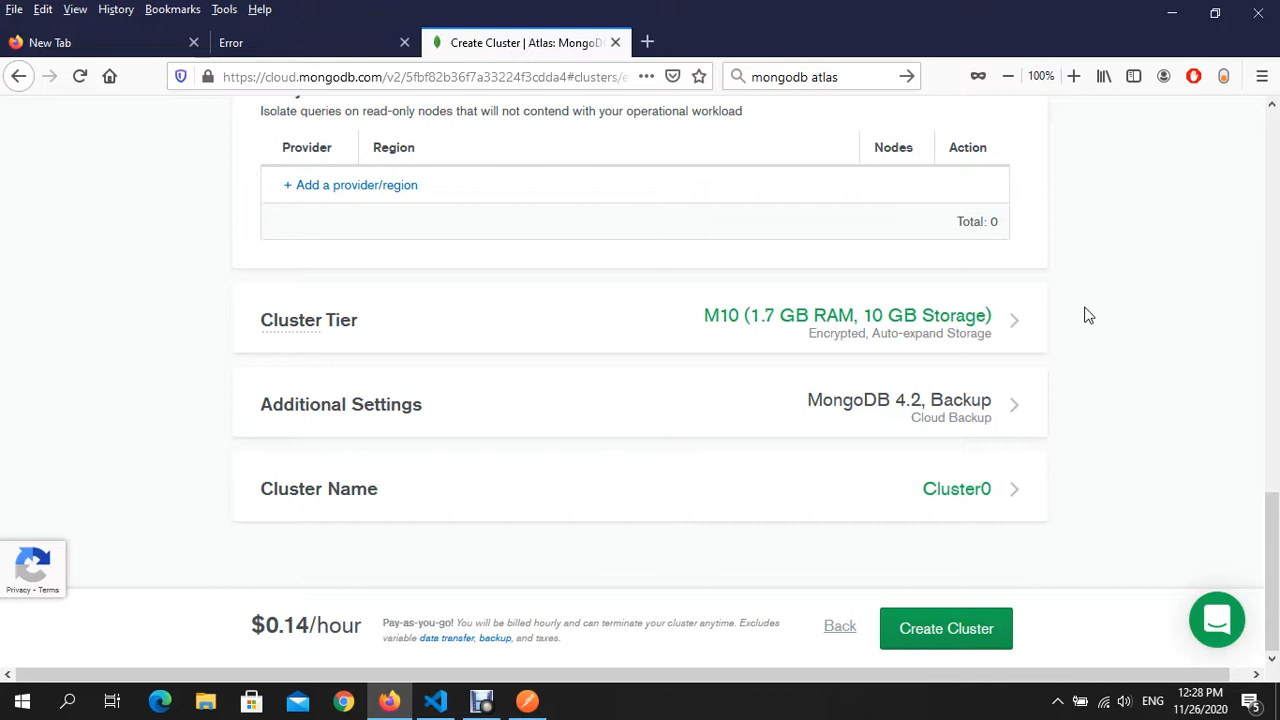 File Edit View History Bookmarks Tools Help
New Tab
Error
Create Cluster | Atlas: MongoD
https://cloud.mongodb.com/v2/5fbf82b36f7a33224f3cdda4#clusters/e
mongodb atlas
100%
Isolate queries on read-only nodes that will not contend with your operational workload
Provider Region Nodes Action
+ Add a provider/region
Total: 0
Cluster Tier
M10 (1.7 GB RAM, 10 GB Storage)
Encrypted, Auto-expand Storage
Additional Settings
MongoDB 4.2, Backup
Cloud Backup
Cluster Name
Cluster0
Privacy - Terms
$0.14/hour
Pay-as-you-go! You will be billed hourly and can terminate your cluster anytime. Excludes
variable data transfer, backup, and taxes.
Back
Create Cluster
ENG
12:28 PM
11/26/2020
5